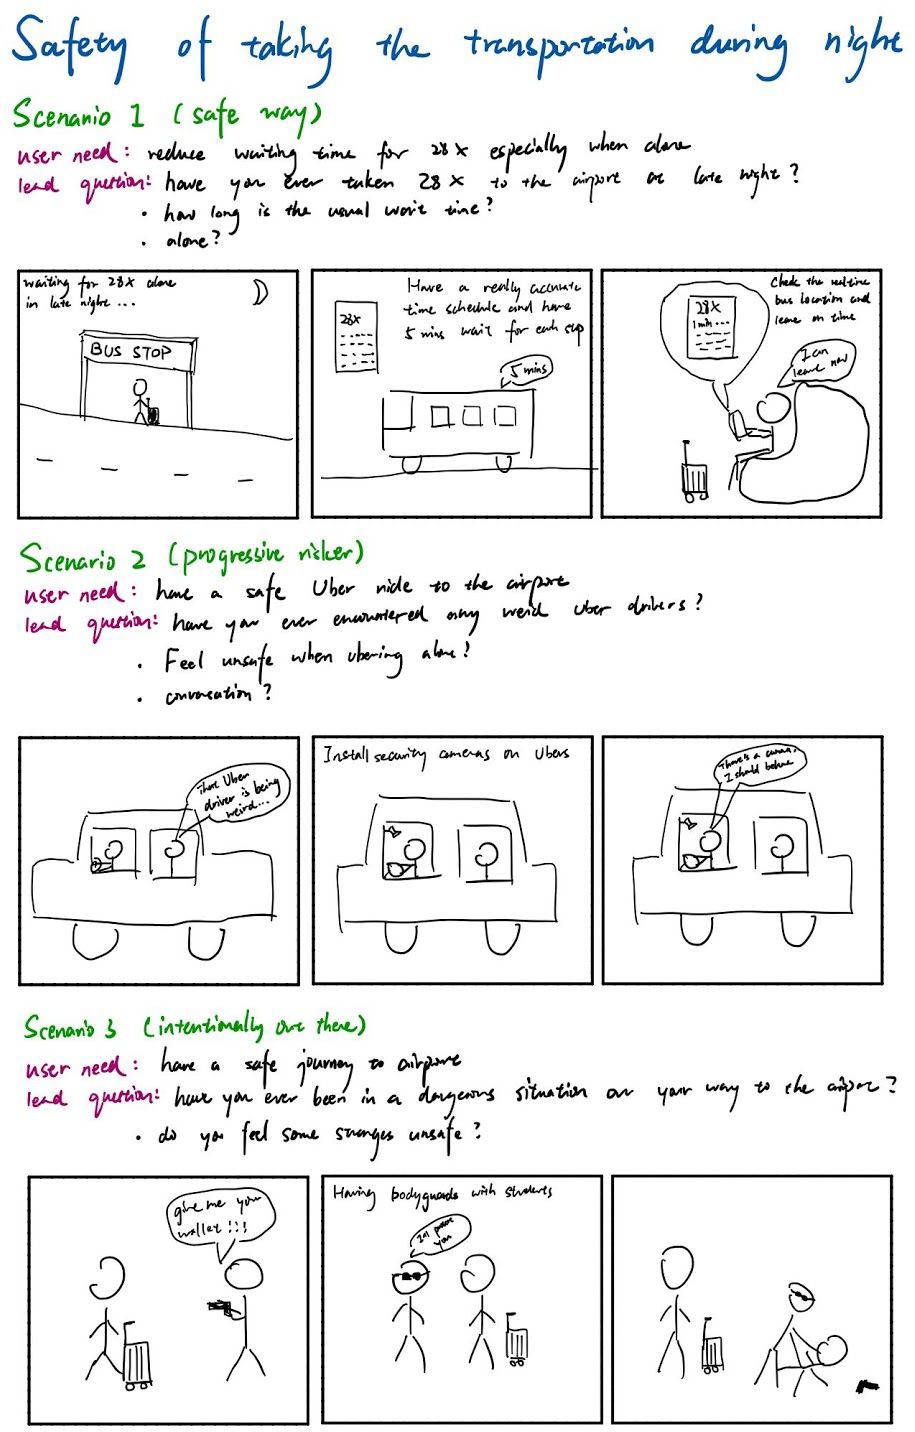 Safety of taking the transportation during night
Scenario 1 (safe way)
user need: reduce waiting time for 28X especially when alone
lead question: have you ever taken 28X to the airport at late night?
• how long is the usual wait time?
• alone?
waiting for 28X alone
in late night ...
BUS STOP
Have a really accurate
time schedule and have
5 mins wait for each stop
28X
5 mins
Check the realtime
bus location and
leave on time
28X
1 min ...
I can
leave now
Scenario 2 (progressive risker)
user need: have a safe Uber ride to the airport
lead question: have you ever encountered any weird Uber drivers?
• Feel unsafe when ubering alone?
• conversation?
Uber
driver is being
weird...
Install security cameras on Ubers
There's a camera,
I should behave
Scenario 3 (intentionally out there)
user need: have a safe journey to airport
lead question: have you ever been in a dangerous situation on your way to the airport?
• do you feel some strangers unsafe?
give me your
wallet!!!
Having bodyguards with students
I'll protect
you